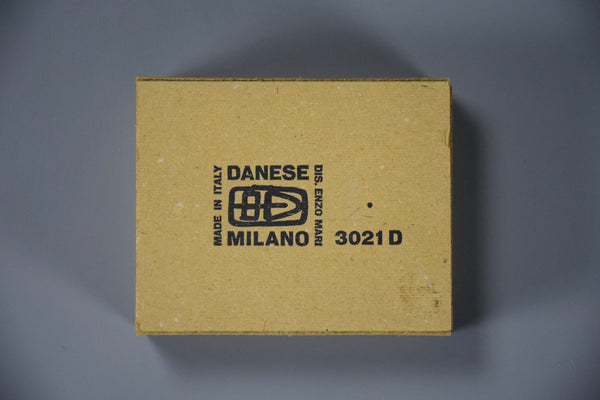 MADE IN ITALY
DANESE
MILANO
DIS. ENZO MARI
3021 D